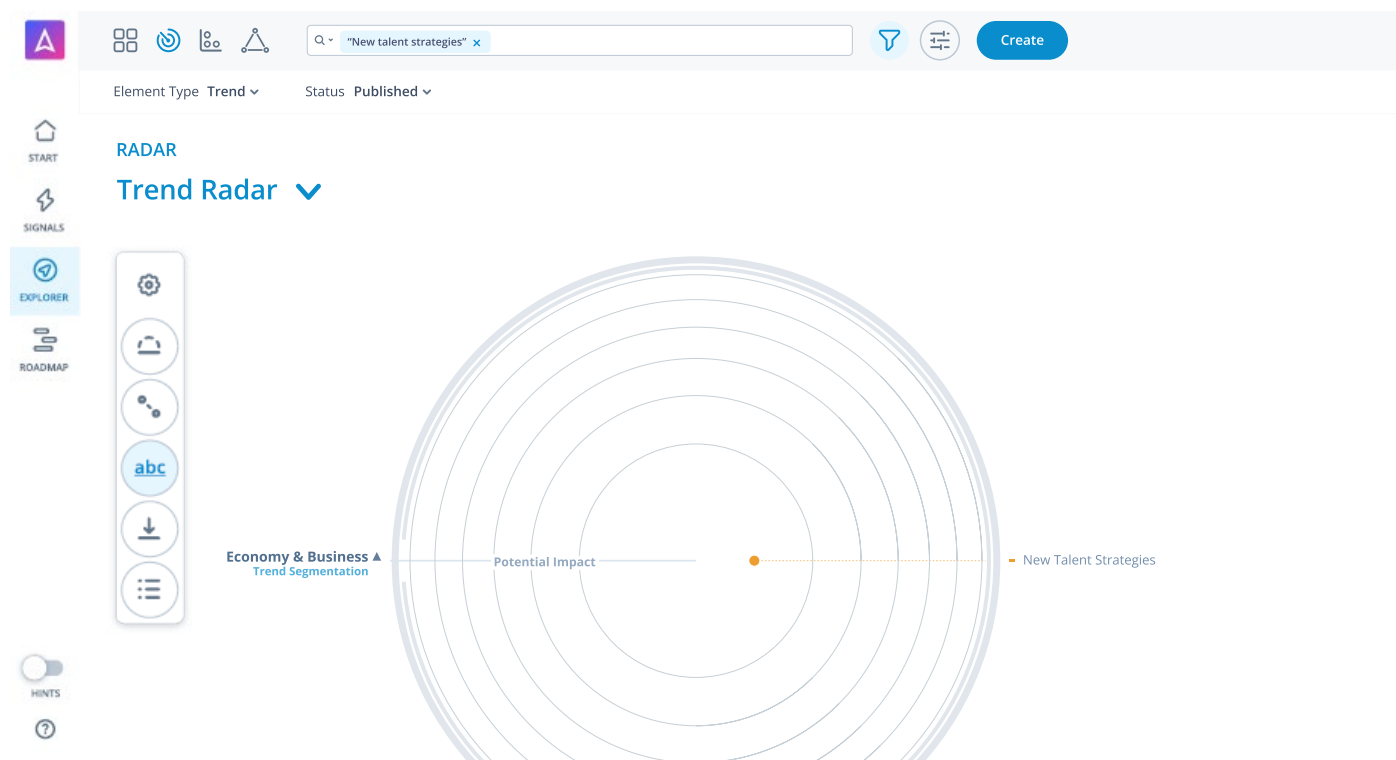 "New talent strategies" ×
Create
Element Type Trend
Status Published
START
SIGNALS
EXPLORER
ROADMAP
HINTS
?
RADAR
Trend Radar
abc
Economy & Business ▲
Trend Segmentation
Potential Impact
New Talent Strategies